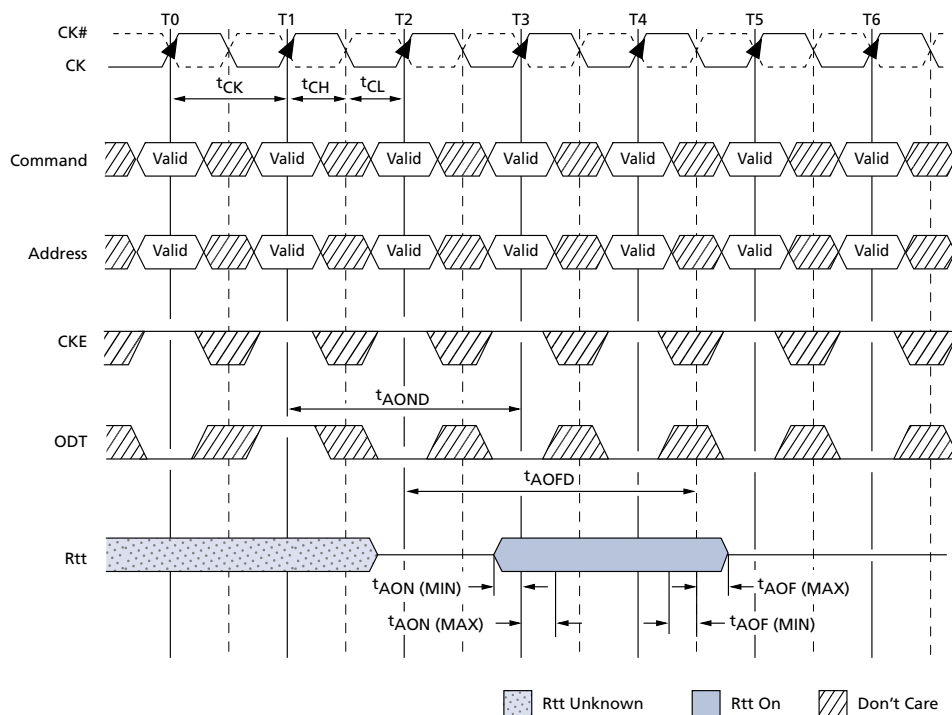 T0 T1 T2 T3 T4 T5 T6
CK#
CK
tCK tCH tCL
Command Valid Valid Valid Valid Valid Valid Valid
Address Valid Valid Valid Valid Valid Valid Valid
CKE
tAOND
ODT
tAOFD
Rtt
tAON (MIN) tAOF (MAX)
tAON (MAX) tAOF (MIN)
Rtt Unknown Rtt On Don't Care